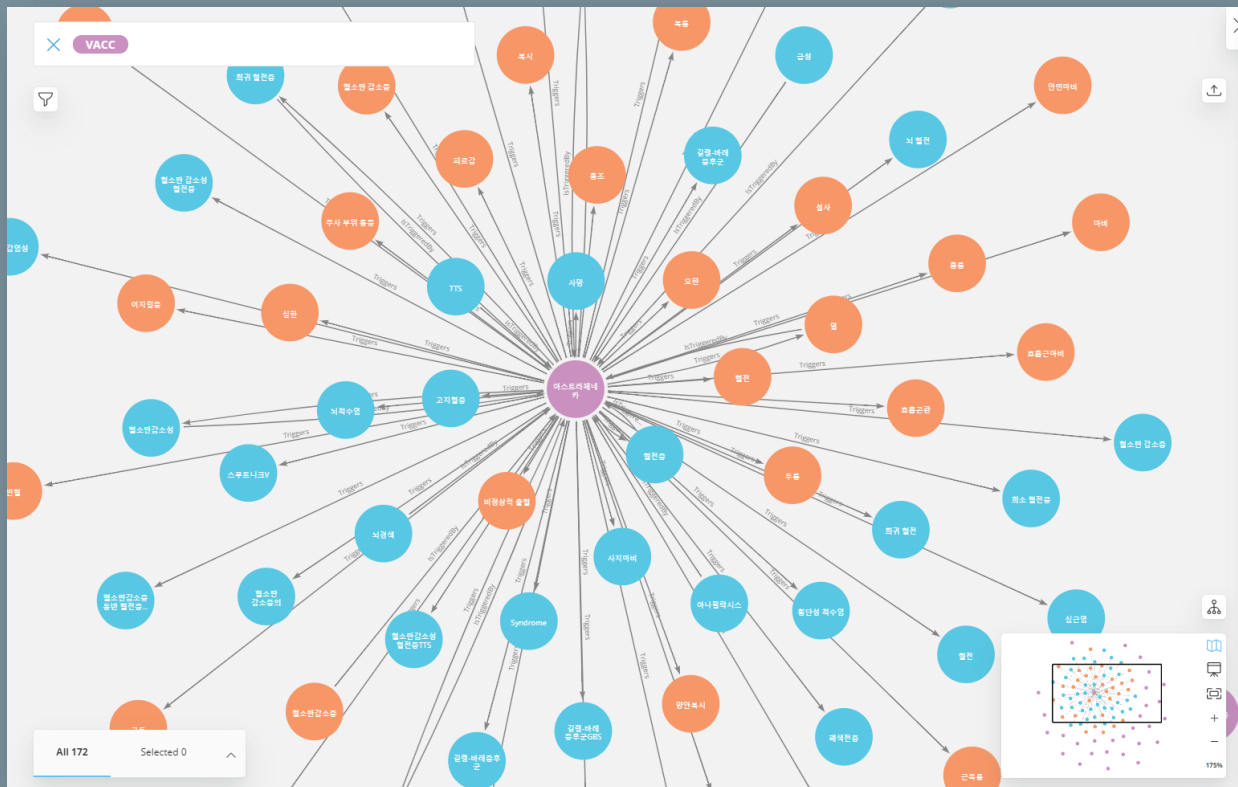 VACC
복통
복시
급성
희귀 혈전증
혈소판 감소증
안면마비
뇌 혈전
길랭-바레
증후군
피로감
홍조
혈소판 감소성
혈전증
설사
주사 부위 통증
마비
흉통
TTS
사망
오한
어지럼증
심환
열
호흡근마비
혈전
아스트라제네
카
고지혈증
뇌척수염
호흡곤란
혈소판감소성
혈소판 감소증
스푸트니크V
혈전증
두통
희소 혈전증
비정상적 출혈
뇌경색
희귀 혈전
사지마비
혈소판감소증
동반 혈전증...
혈소판
감소증의
아나필락시스
횡단성 척수염
심근염
Syndrome
혈소판감소성
혈전증TTS
혈전
혈소판감소증
양안복시
길랭-바레
증후군GBS
폐색전증
길랭-바레증후
군
근육통
Triggers
IsTriggeredBy
All 172
Selected 0
175%